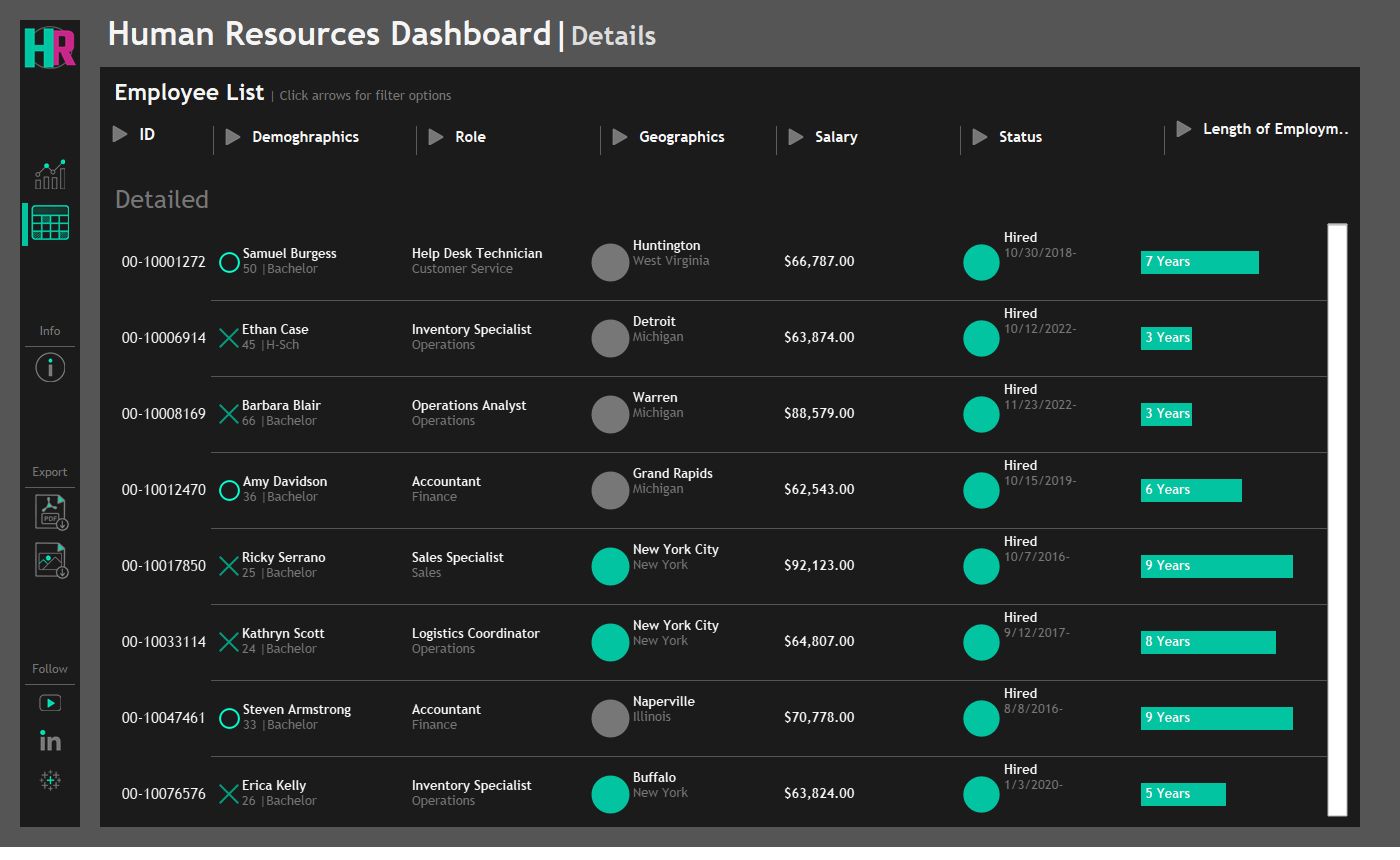 HR
Human Resources Dashboard|Details
Employee List | Click arrows for filter options
ID
Demoghraphics
Role
Geographics
Salary
Status
Length of Employm..
Detailed
00-10001272
Samuel Burgess
50 |Bachelor
Help Desk Technician
Customer Service
Huntington
West Virginia
$66,787.00
Hired
10/30/2018-
7 Years
00-10006914
Ethan Case
45 |H-Sch
Inventory Specialist
Operations
Detroit
Michigan
$63,874.00
Hired
10/12/2022-
3 Years
00-10008169
Barbara Blair
66 |Bachelor
Operations Analyst
Operations
Warren
Michigan
$88,579.00
Hired
11/23/2022-
3 Years
00-10012470
Amy Davidson
36 |Bachelor
Accountant
Finance
Grand Rapids
Michigan
$62,543.00
Hired
10/15/2019-
6 Years
00-10017850
Ricky Serrano
25 |Bachelor
Sales Specialist
Sales
New York City
New York
$92,123.00
Hired
10/7/2016-
9 Years
00-10033114
Kathryn Scott
24 |Bachelor
Logistics Coordinator
Operations
New York City
New York
$64,807.00
Hired
9/12/2017-
8 Years
00-10047461
Steven Armstrong
33 |Bachelor
Accountant
Finance
Naperville
Illinois
$70,778.00
Hired
8/8/2016-
9 Years
00-10076576
Erica Kelly
26 |Bachelor
Inventory Specialist
Operations
Buffalo
New York
$63,824.00
Hired
1/3/2020-
5 Years
Info
i
Export
PDF
Follow
in